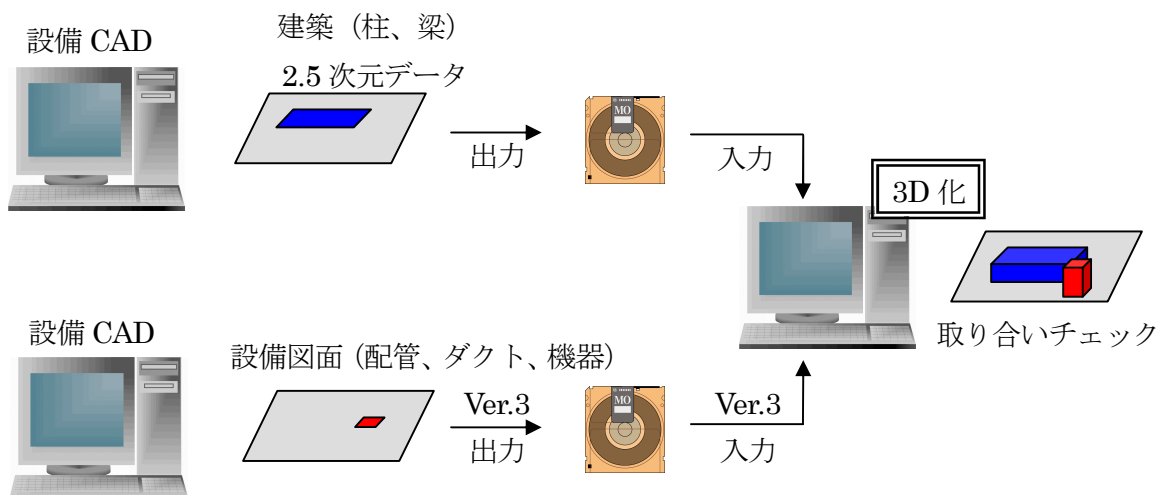 設備 CAD
建築（柱、梁）
2.5 次元データ
出力
MO
入力
3D 化
取り合いチェック
設備 CAD
設備図面（配管、ダクト、機器）
Ver.3
出力
MO
Ver.3
入力